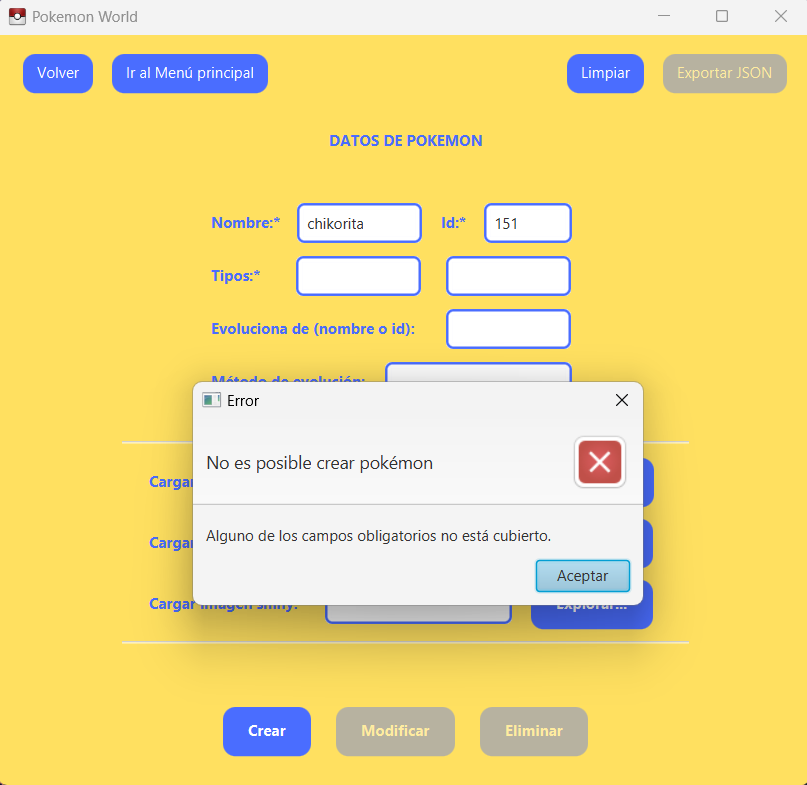 Pokemon World
Volver Ir al Menú principal Limpiar Exportar JSON
DATOS DE POKEMON
Nombre:* chikorita Id:* 151
Tipos:*
Evoluciona de (nombre o id):
Método de evolución:
Error
No es posible crear pokémon
Alguno de los campos obligatorios no está cubierto.
Aceptar
Cargar
Cargar
Cargar imagen shiny: Explorar...
Crear Modificar Eliminar